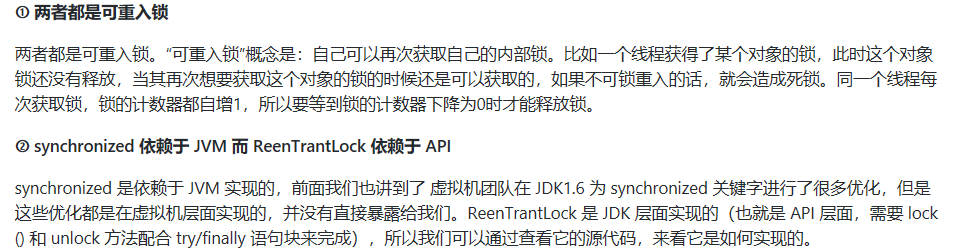 ① 两者都是可重入锁
两者都是可重入锁。“可重入锁”概念是：自己可以再次获取自己的内部锁。比如一个线程获得了某个对象的锁，此时这个对象
锁还没有释放，当其再次想要获取这个对象的锁的时候还是可以获取的，如果不可锁重入的话，就会造成死锁。同一个线程每
次获取锁，锁的计数器都自增1，所以要等到锁的计数器下降为0时才能释放锁。
② synchronized 依赖于 JVM 而 ReenTrantLock 依赖于 API
synchronized 是依赖于 JVM 实现的，前面我们也讲到了 虚拟机团队在 JDK1.6 为 synchronized 关键字进行了很多优化，但是
这些优化都是在虚拟机层面实现的，并没有直接暴露给我们。ReenTrantLock 是 JDK 层面实现的（也就是 API 层面，需要 lock
() 和 unlock 方法配合 try/finally 语句块来完成），所以我们可以通过查看它的源代码，来看它是如何实现的。